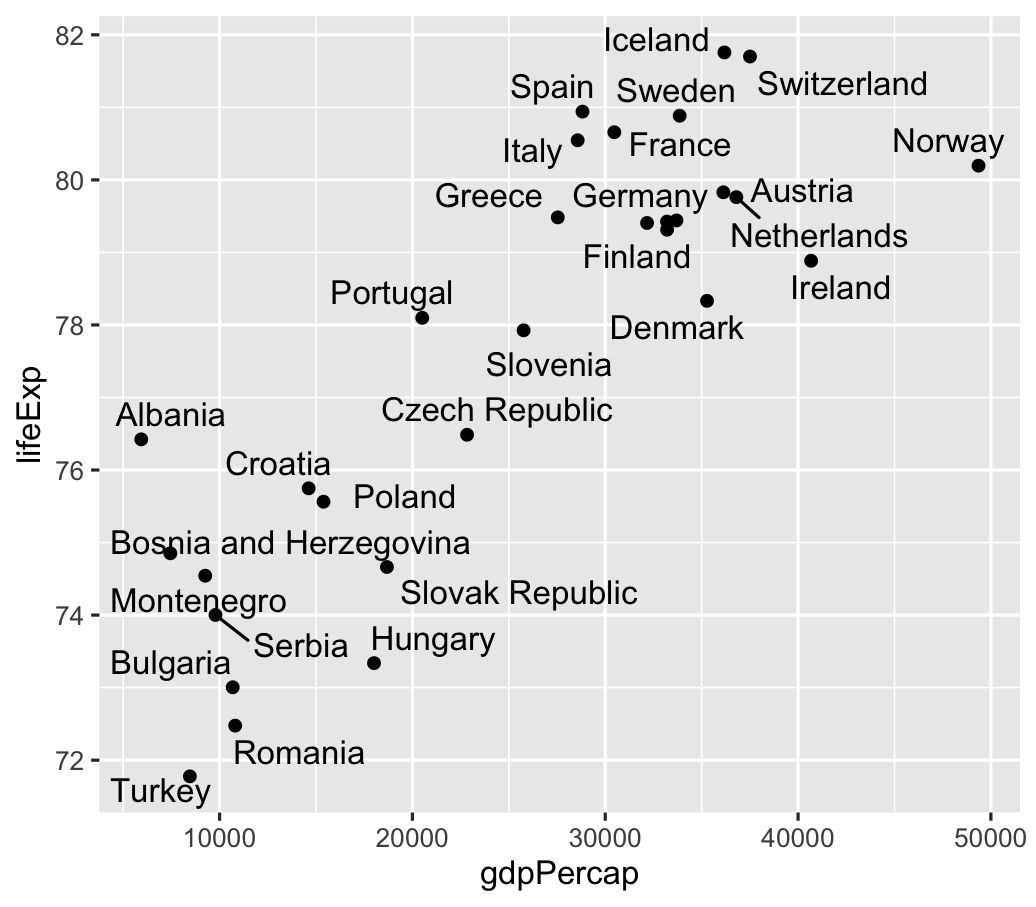 82
Iceland
Switzerland
Spain
Sweden
Norway
Italy
France
80
Greece
Germany
Austria
Netherlands
Finland
Ireland
Portugal
78
Denmark
Slovenia
lifeExp
Albania
Czech Republic
76
Croatia
Poland
Bosnia and Herzegovina
Slovak Republic
Montenegro
74
Serbia
Hungary
Bulgaria
Romania
72
Turkey
10000
20000
30000
40000
50000
gdpPercap